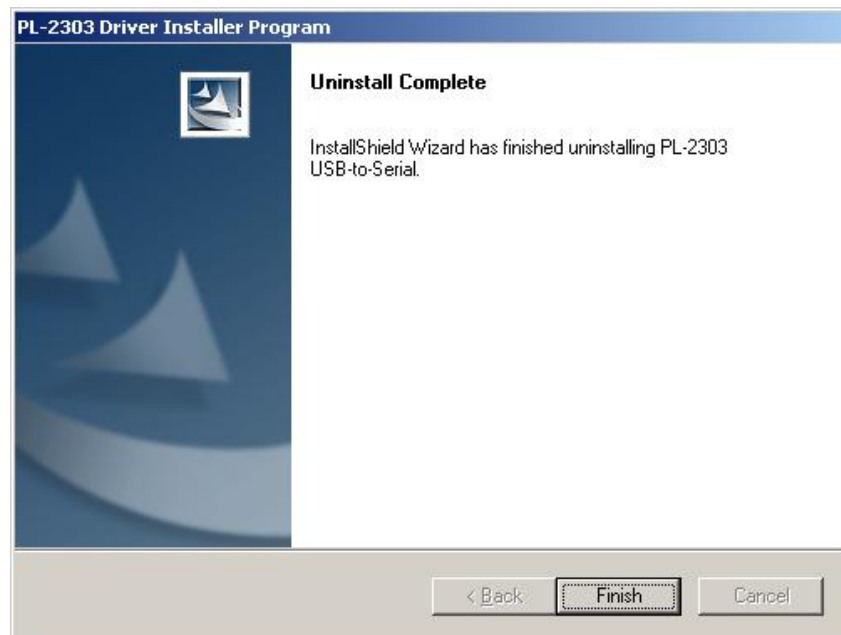 PL-2303 Driver Installer Program
Uninstall Complete
InstallShield Wizard has finished uninstalling PL-2303
USB-to-Serial.
< Back
Finish
Cancel